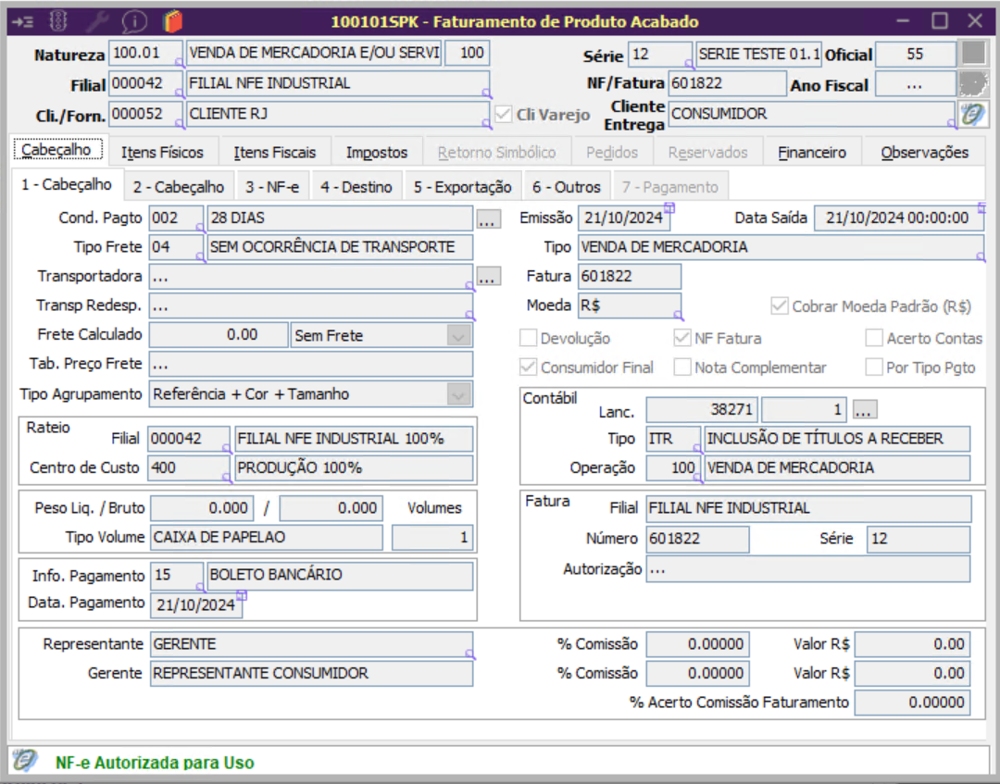 100101SPK - Faturamento de Produto Acabado
Natureza 100.01 VENDA DE MERCADORIA E/OU SERVI 100 Série 12 SERIE TESTE 01.1 Oficial 55
Filial 000042 FILIAL NFE INDUSTRIAL NF/Fatura 601822 Ano Fiscal ...
Cli./Forn. 000052 CLIENTE RJ Cli Varejo Cliente Entrega CONSUMIDOR
Cabeçalho Itens Físicos Itens Fiscais Impostos Retorno Simbólico Pedidos Reservados Financeiro Observações
1 - Cabeçalho 2 - Cabeçalho 3 - NF-e 4 - Destino 5 - Exportação 6 - Outros 7 - Pagamento
Cond. Pagto 002 28 DIAS ... Emissão 21/10/2024 Data Saída 21/10/2024 00:00:00
Tipo Frete 04 SEM OCORRÊNCIA DE TRANSPORTE Tipo VENDA DE MERCADORIA
Transportadora ... ... Fatura 601822
Transp Redesp. ... Moeda R$ Cobrar Moeda Padrão (R$)
Frete Calculado 0.00 Sem Frete Devolução NF Fatura Acerto Contas
Tab. Preço Frete ... Consumidor Final Nota Complementar Por Tipo Pgto
Tipo Agrupamento Referência + Cor + Tamanho
Contábil
Lanc. 38271 1 ...
Rateio
Filial 000042 FILIAL NFE INDUSTRIAL 100% Tipo ITR INCLUSÃO DE TÍTULOS A RECEBER
Centro de Custo 400 PRODUÇÃO 100% Operação 100 VENDA DE MERCADORIA
Fatura
Peso Liq. / Bruto 0.000 / 0.000 Volumes Filial FILIAL NFE INDUSTRIAL
Tipo Volume CAIXA DE PAPELAO 1 Número 601822 Série 12
Autorização ...
Info. Pagamento 15 BOLETO BANCÁRIO
Data. Pagamento 21/10/2024
Representante GERENTE % Comissão 0.00000 Valor R$ 0.00
Gerente REPRESENTANTE CONSUMIDOR % Comissão 0.00000 Valor R$ 0.00
% Acerto Comissão Faturamento 0.00000
NF-e Autorizada para Uso